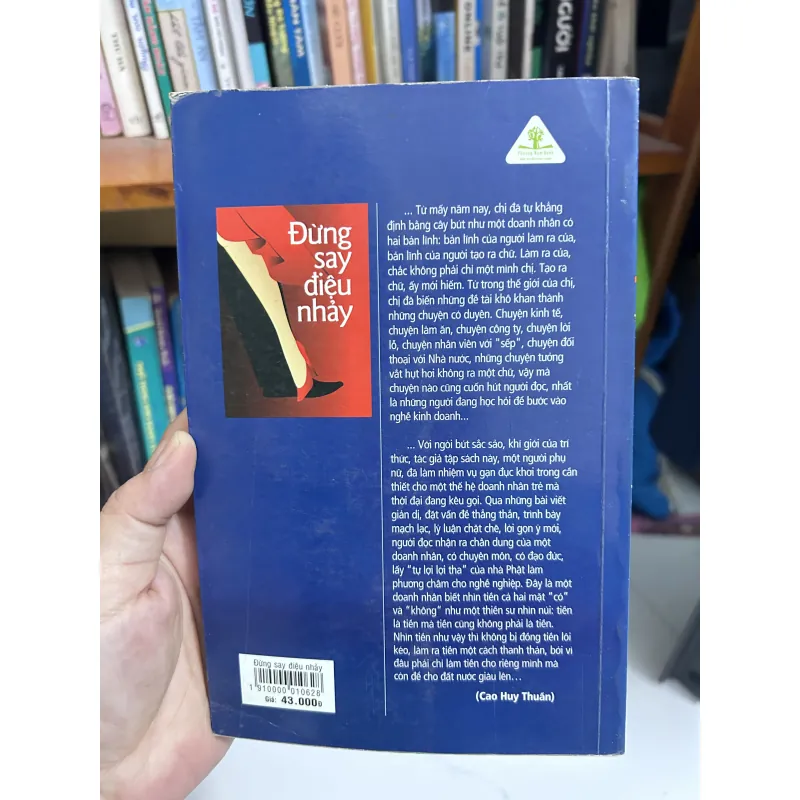 THU HÀ
TÂM AN
ONLINE
NGƯỜI
... Từ mấy năm nay, chị đã tự khẳng
định bằng cây bút như một doanh nhân có
hai bản lĩnh: bản lĩnh của người làm ra của,
bản lĩnh của người tạo ra chữ. Làm ra của,
chắc không phải chỉ một mình chị. Tạo ra
chữ, ấy mới hiếm. Từ trong thế giới của chị,
chị đã biến những đề tài khô khan thành
những chuyện có duyên. Chuyện kinh tế,
chuyện làm ăn, chuyện công ty, chuyện lời
lỗ, chuyện nhân viên với "sếp", chuyện đối
thoại với Nhà nước, những chuyện tưởng
vắt hụt hơi không ra một chữ, vậy mà
chuyện nào cũng cuốn hút người đọc, nhất
là những người đang học hỏi để bước vào
nghề kinh doanh...
... Với ngòi bút sắc sảo, khí giới của trí
thức, tác giả tập sách này, một người phụ
nữ, đã làm nhiệm vụ gạn đục khơi trong cần
thiết cho một thế hệ doanh nhân trẻ mà
thời đại đang kêu gọi. Qua những bài viết
giản dị, đặt vấn đề thẳng thắn, trình bày
mạch lạc, lý luận chặt chẽ, lời gọn ý mới,
người đọc nhận ra chân dung của một
doanh nhân, có chuyên môn, có đạo đức,
lấy "tự lợi lợi tha" của nhà Phật làm
phương châm cho nghề nghiệp. Đây là một
doanh nhân biết nhìn tiền cả hai mặt "có"
và "không" như một thiền sư nhìn núi: tiền
là tiền mà tiền cũng không phải là tiền.
Nhìn tiền như vậy thì không bị đồng tiền lôi
kéo, làm ra tiền một cách thanh thản, bởi vì
đâu phải chỉ làm tiền cho riêng mình mà
còn để cho đất nước giàu lên...
(Cao Huy Thuần)
Đừng
say
điệu
nhảy
Đừng say điệu nhảy
1 910000 010628
Giá: 43.000Đ